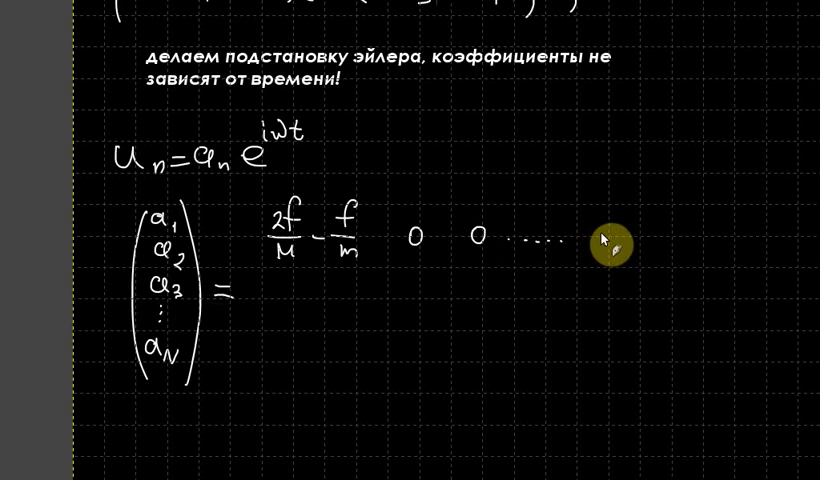 делаем подстановку эйлера, коэффициенты не
зависят от времени!
u_n = a_n e^{iωt}
(a_1 a_2 a_3 ⋮ a_N) = 2f/M - f/m 0 0 .....